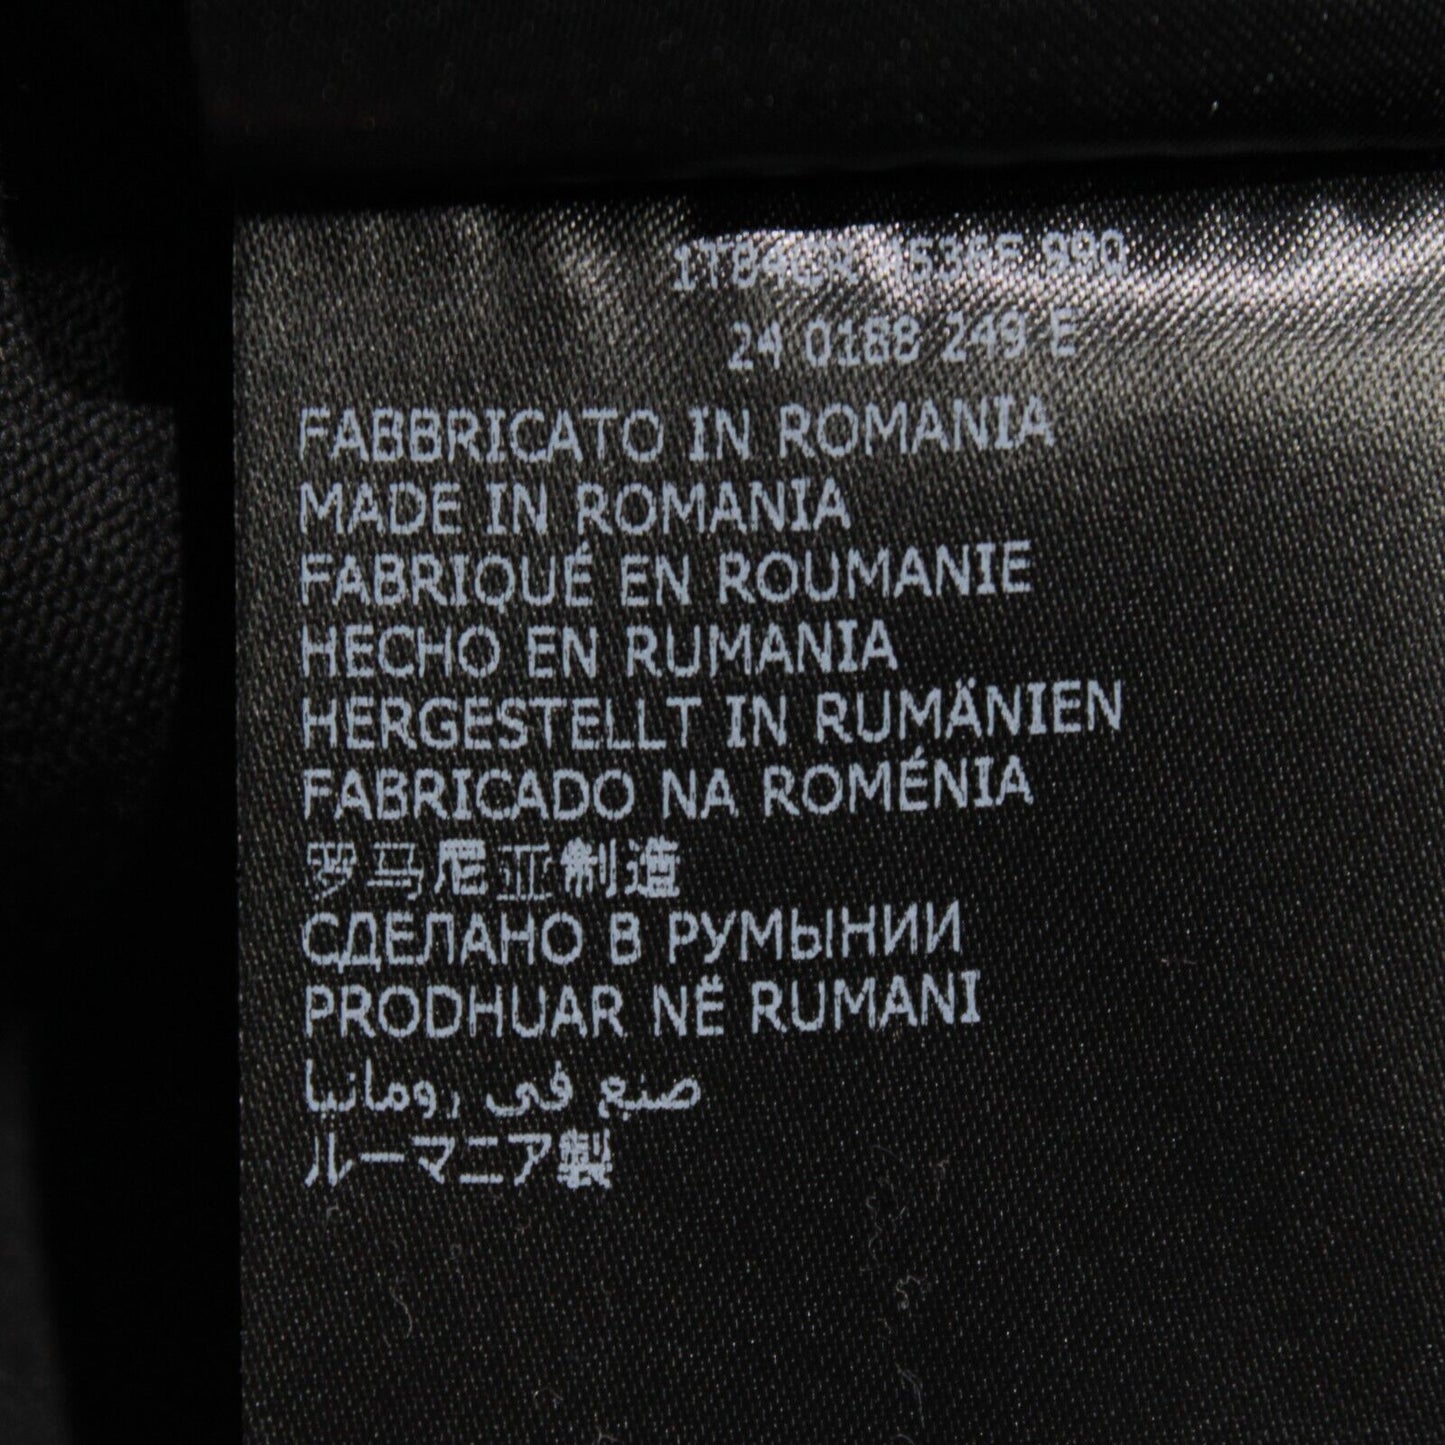 990
24 0188 249 E
FABBRICATO IN ROMANIA
MADE IN ROMANIA
FABRIQUÉ EN ROUMANIE
HECHO EN RUMANIA
HERGESTELLT IN RUMÄNIEN
FABRICADO NA ROMÉNIA
罗马尼亚制造
СДЕЛАНО В РУМЫНИИ
PRODHUAR NË RUMANI
صنع في رومانيا
ルーマニア製